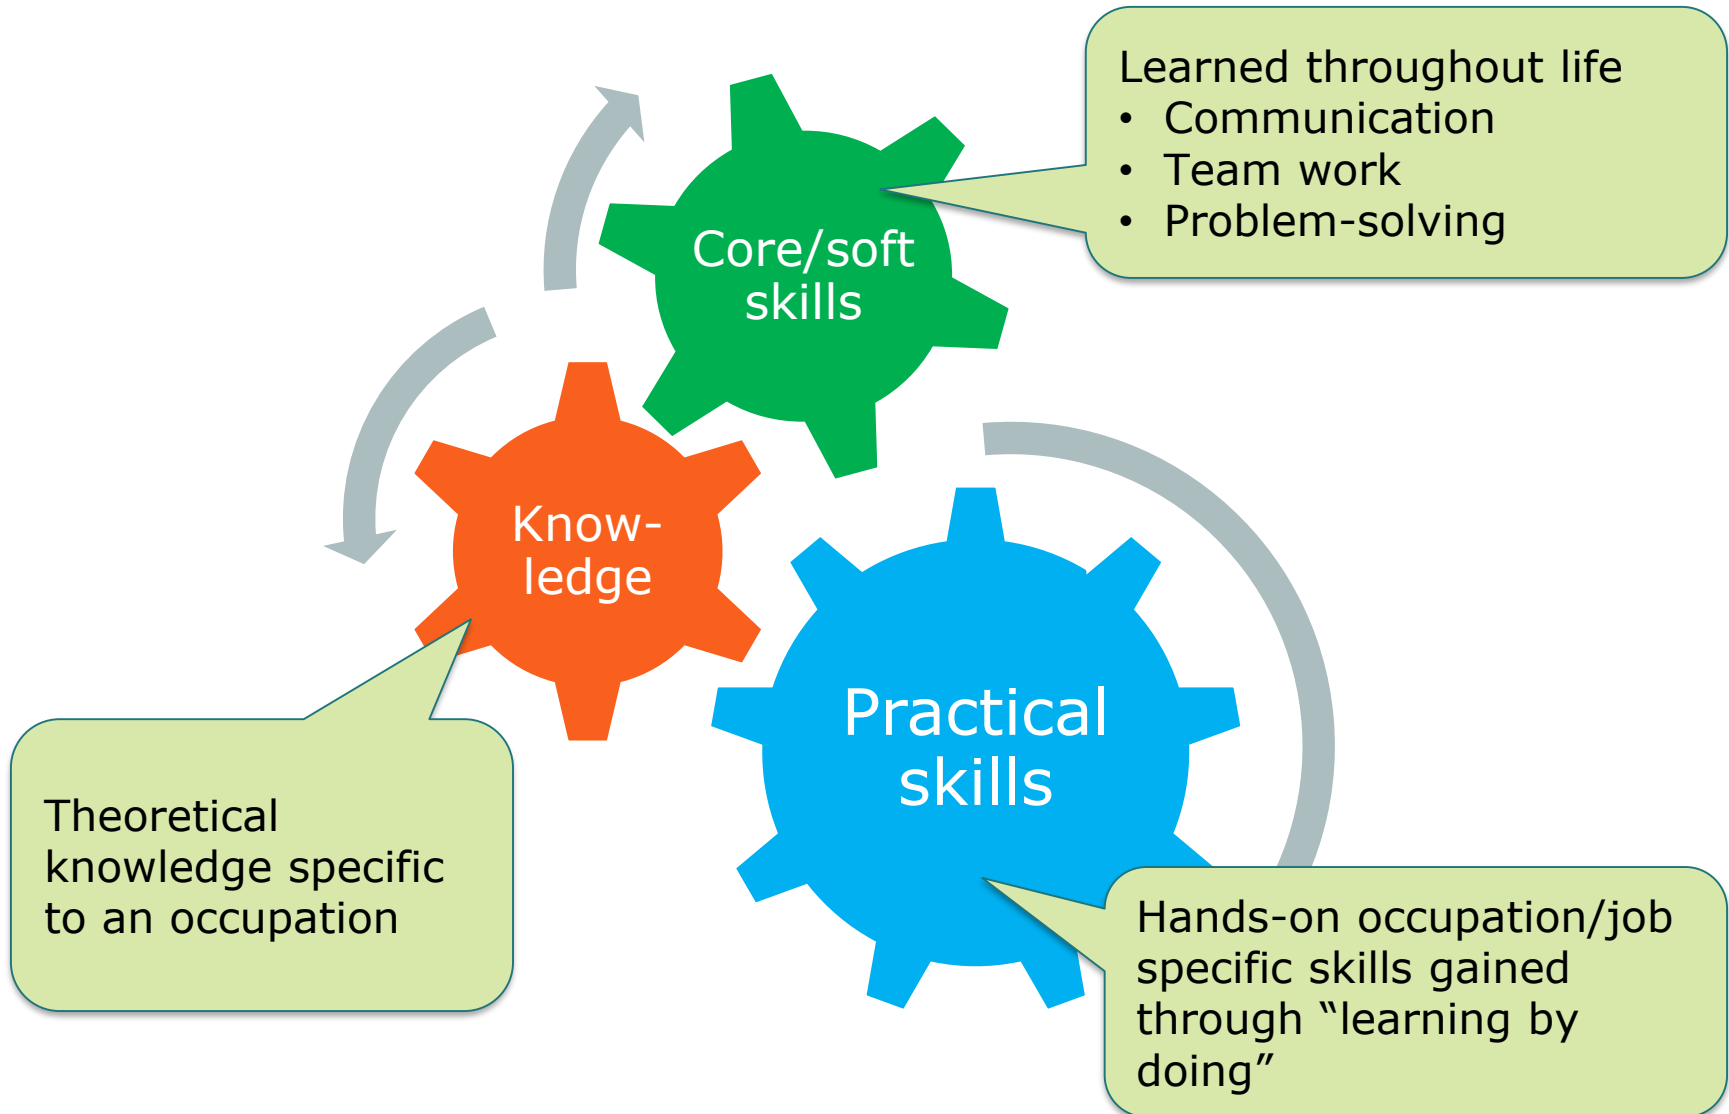 Learned throughout life
• Communication
• Team work
• Problem-solving
Core/soft
skills
Know-
ledge
Practical
skills
Theoretical
knowledge specific
to an occupation
Hands-on occupation/job
specific skills gained
through “learning by
doing”